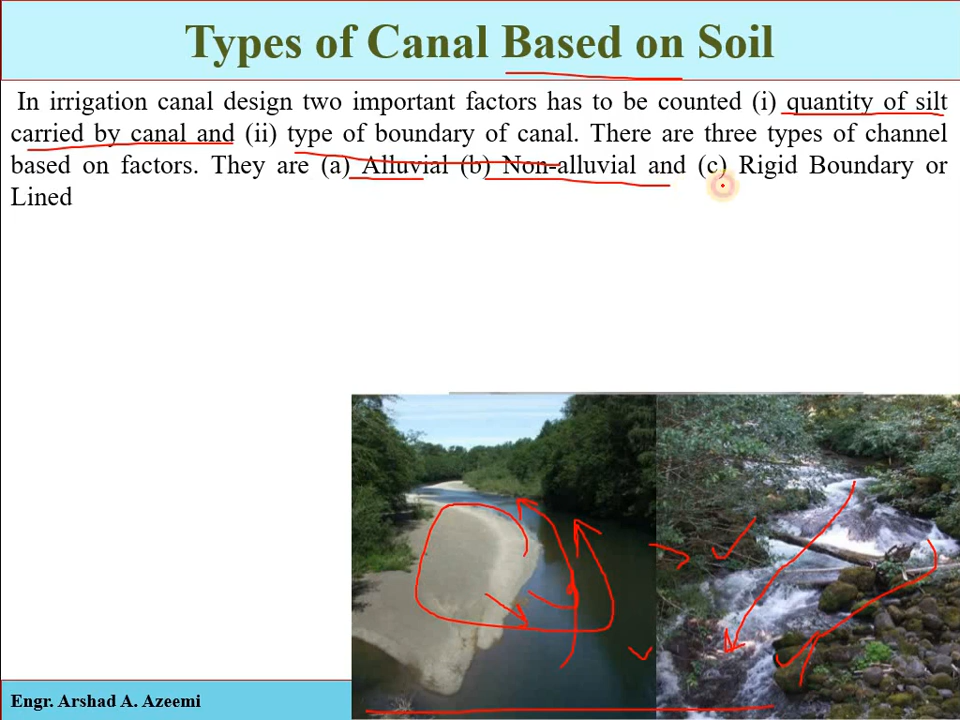 Types of Canal Based on Soil
In irrigation canal design two important factors has to be counted (i) quantity of silt
carried by canal and (ii) type of boundary of canal. There are three types of channel
based on factors. They are (a) Alluvial (b) Non-alluvial and (c) Rigid Boundary or
Lined
Engr. Arshad A. Azeemi